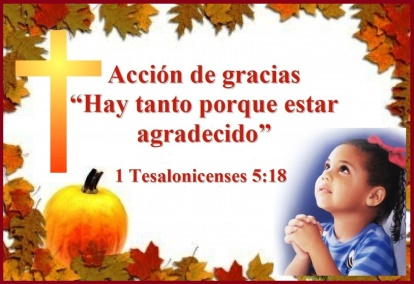 Acción de gracias
“Hay tanto porque estar
agradecido”
1 Tesalonicenses 5:18